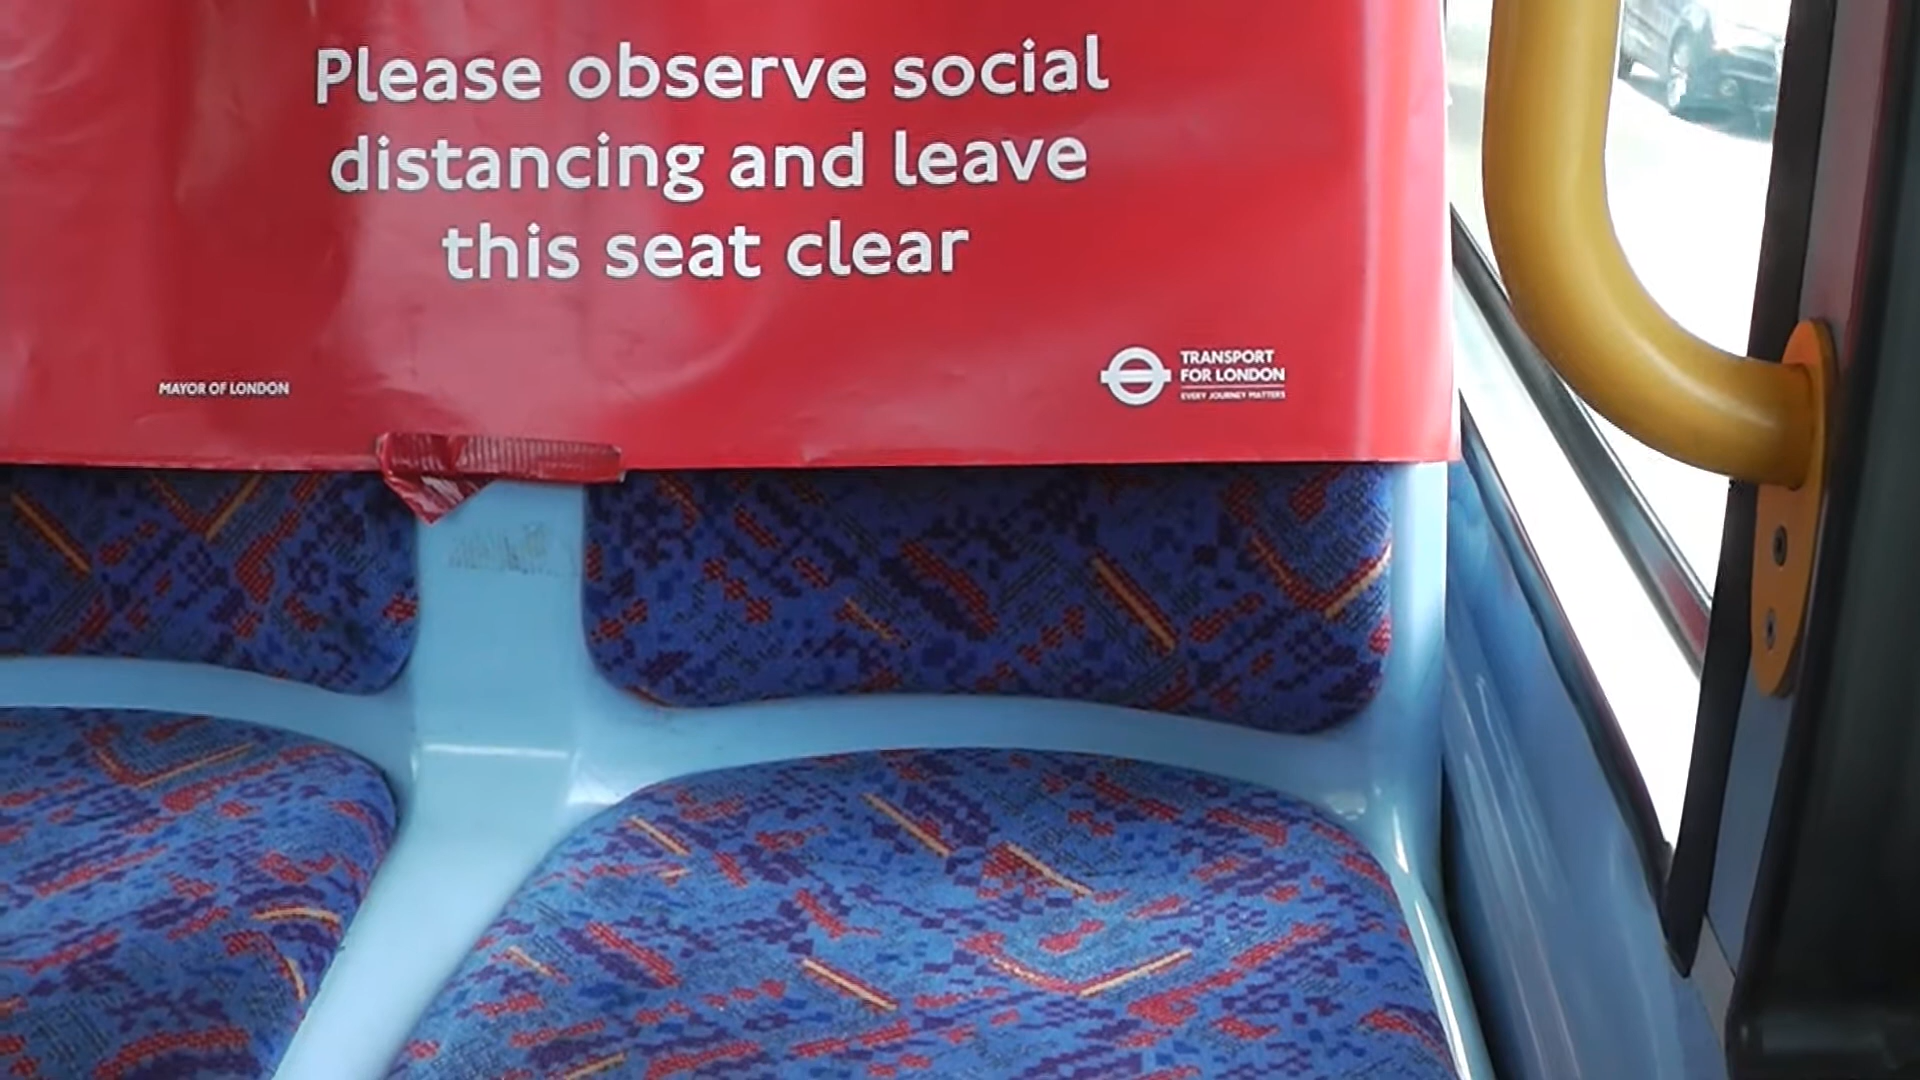 Please observe social
distancing and leave
this seat clear
MAYOR OF LONDON
TRANSPORT
FOR LONDON
EVERY JOURNEY MATTERS